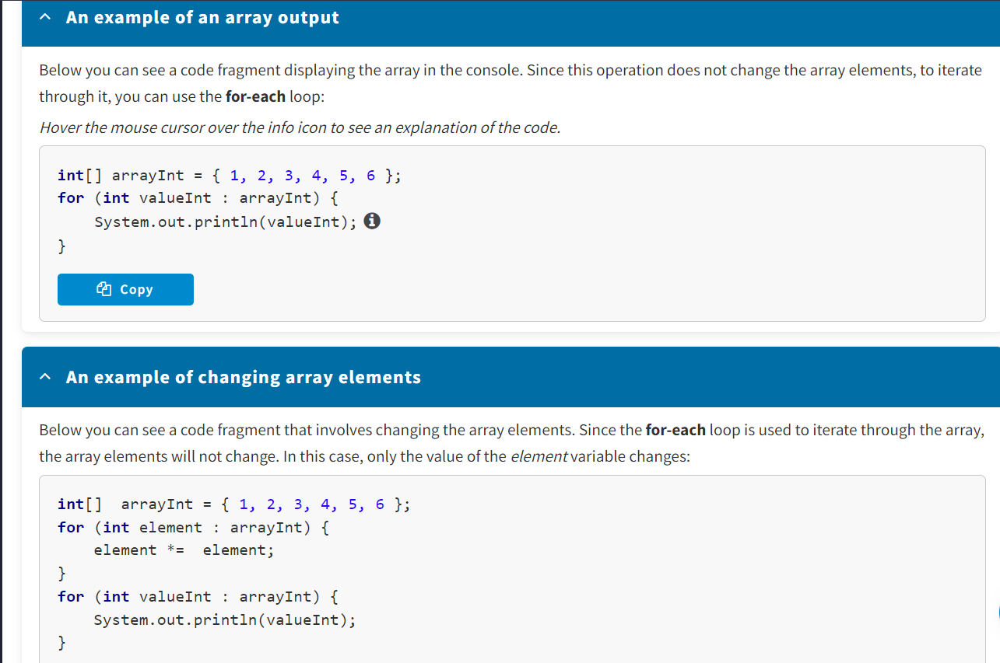 An example of an array output
Below you can see a code fragment displaying the array in the console. Since this operation does not change the array elements, to iterate
through it, you can use the for-each loop:
Hover the mouse cursor over the info icon to see an explanation of the code.
int[] arrayInt = { 1, 2, 3, 4, 5, 6 };
for (int valueInt : arrayInt) {
    System.out.println(valueInt);
}
Copy
An example of changing array elements
Below you can see a code fragment that involves changing the array elements. Since the for-each loop is used to iterate through the array,
the array elements will not change. In this case, only the value of the element variable changes:
int[]  arrayInt = { 1, 2, 3, 4, 5, 6 };
for (int element : arrayInt) {
    element *=  element;
}
for (int valueInt : arrayInt) {
    System.out.println(valueInt);
}